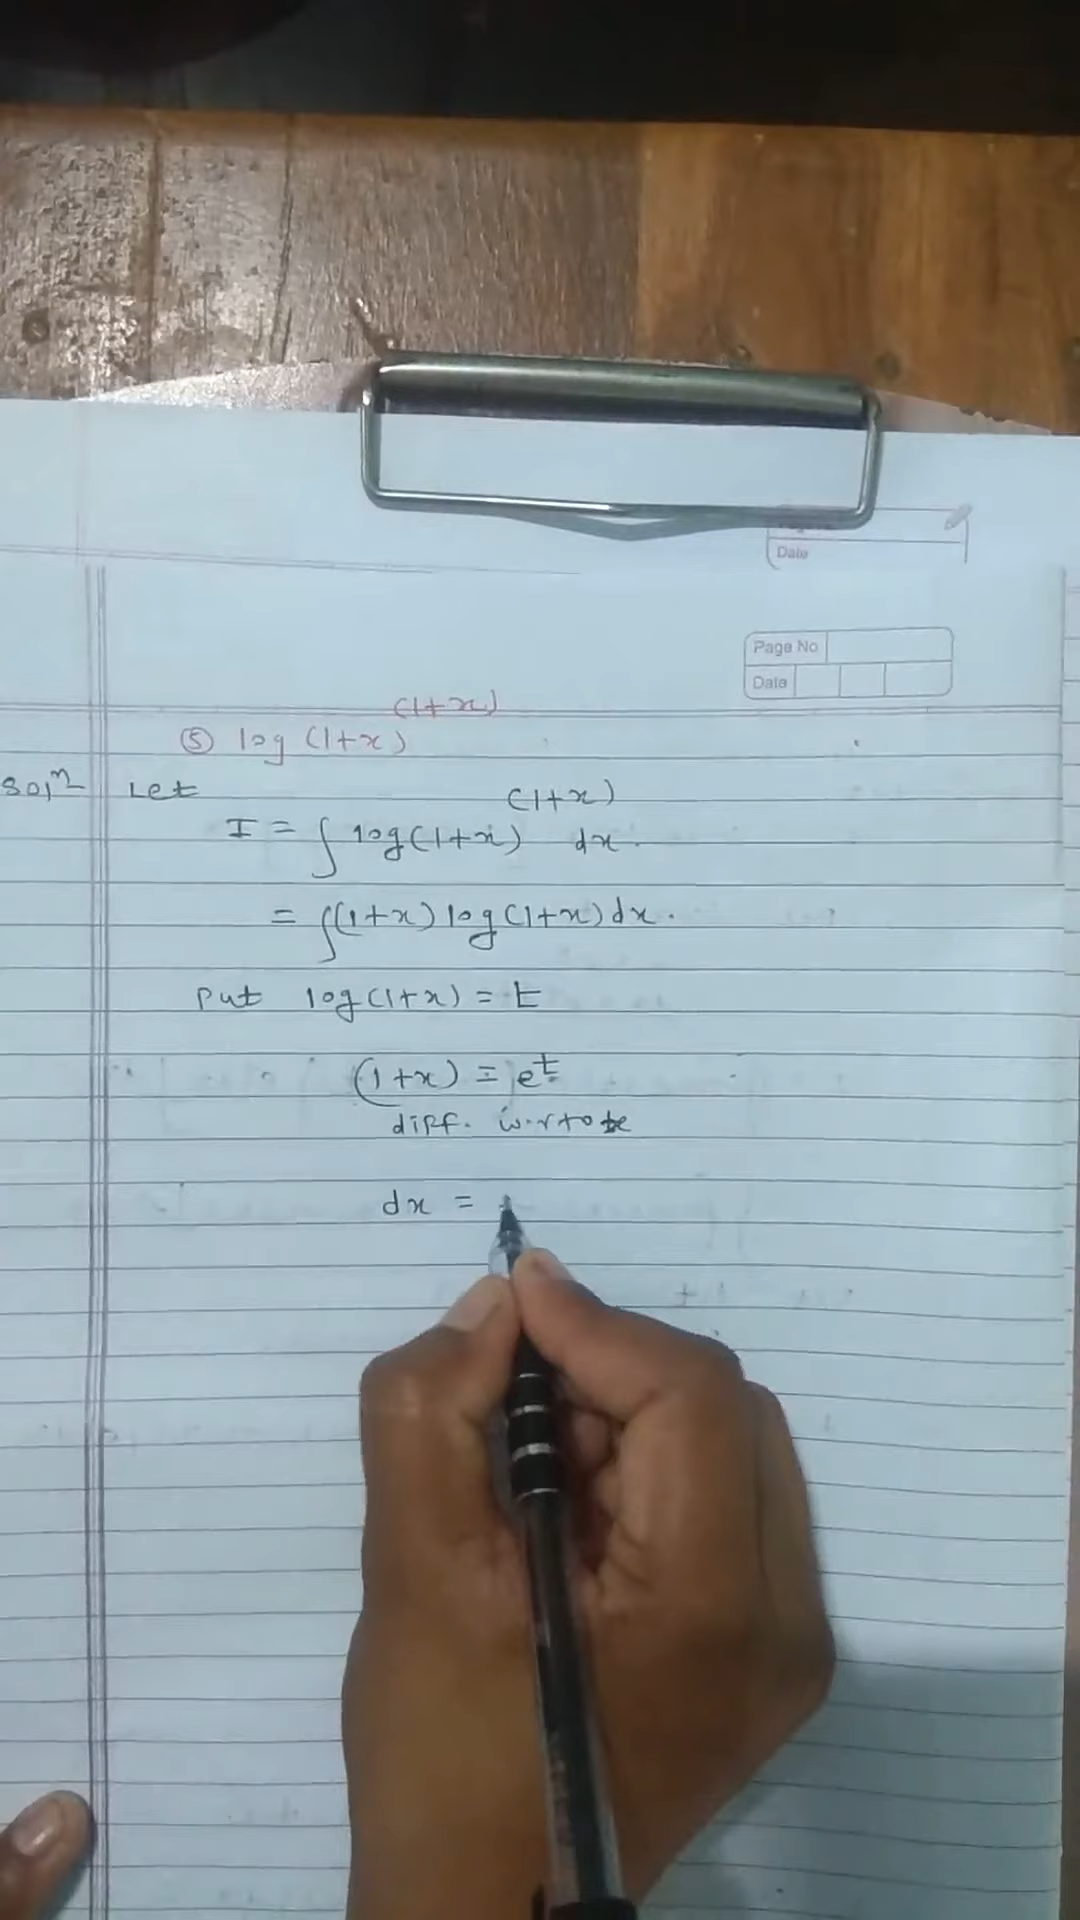 Date
Page No
Date
(1+x)
⑤ log (1+x)
Solⁿ Let
(1+x)
I = ∫ log(1+x) dx.
= ∫(1+x) log(1+x) dx.
Put log(1+x) = t
(1+x) = eᵗ
diff. w.r to
dx =